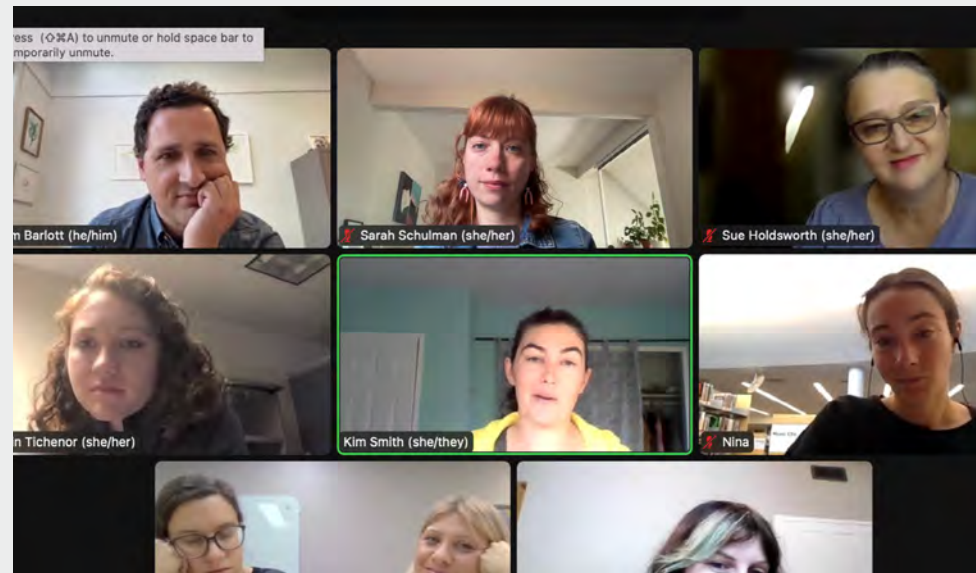 ress (⇧⌘A) to unmute or hold space bar to
mporarily unmute.
m Barlott (he/him)
Sarah Schulman (she/her)
Sue Holdsworth (she/her)
n Tichenor (she/her)
Kim Smith (she/they)
Nina